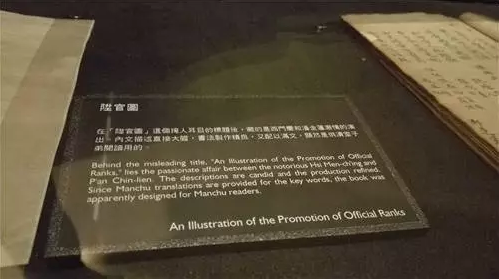 陞官圖
在「陞官圖」這個掩人耳目的標題後，藏的是西門慶和潘金蓮激情的演
出。內文描述直接大膽，書法製作精良，又配以滿文，顯然是供滿室子
弟閱讀用的。
Behind the misleading title, "An Illustration of the Promotion of Official
Ranks," lies the passionate affair between the notorious Hsi Men-ch'ing and
P'an Chin-lien. The descriptions are candid and the production refined.
Since Manchu translations are provided for the key words, the book was
apparently designed for Manchu readers.
An Illustration of the Promotion of Official Ranks